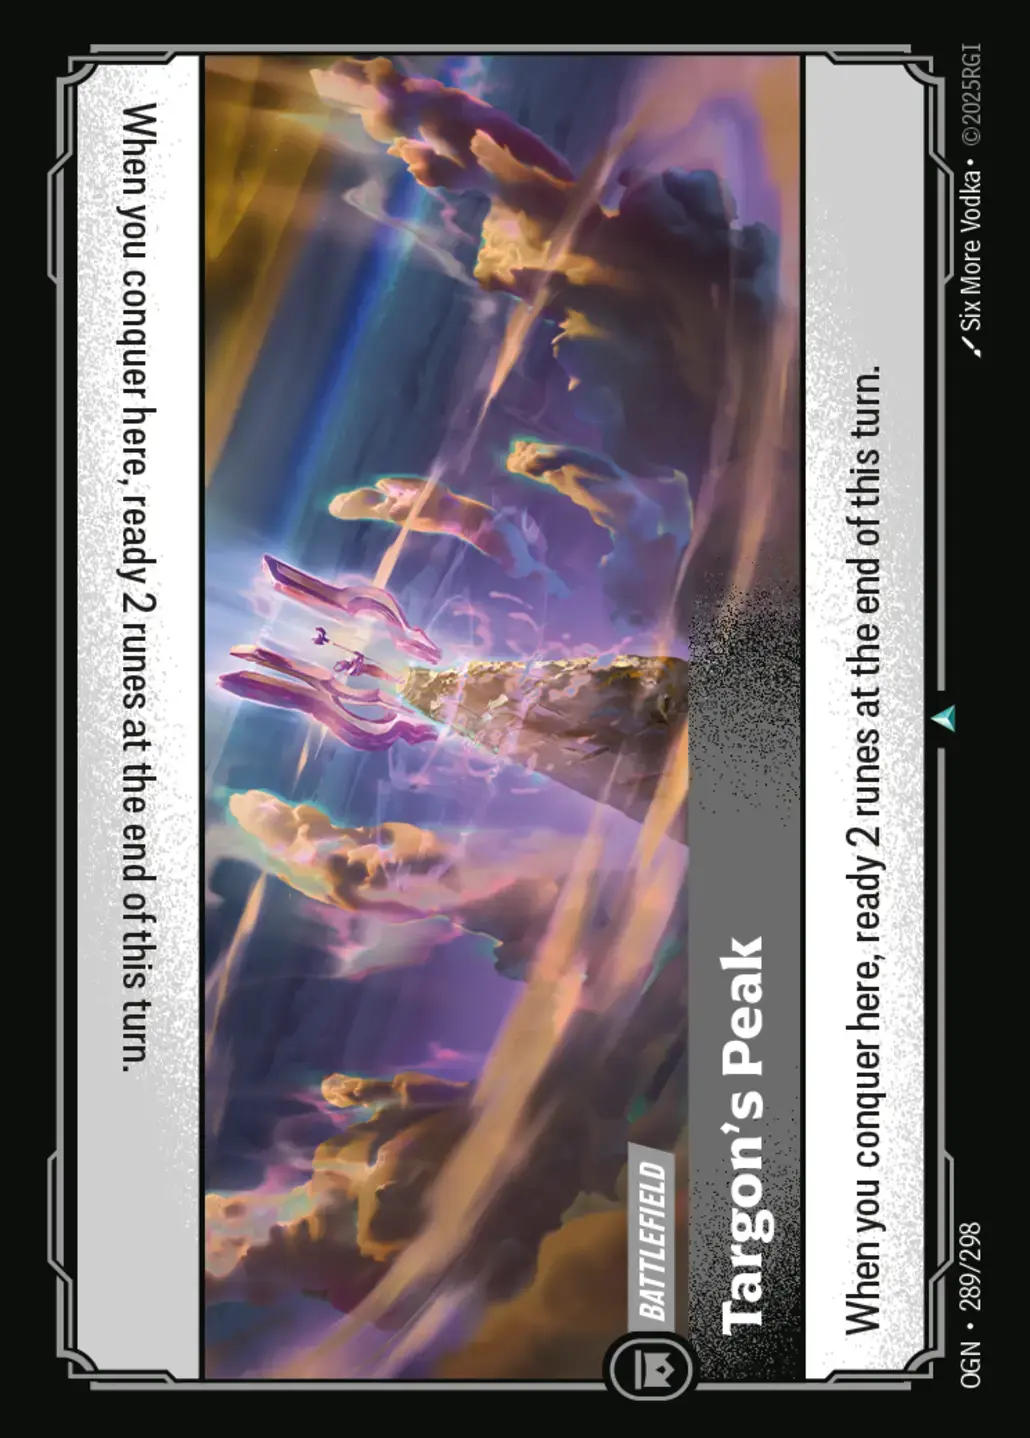 When you conquer here, ready 2 runes at the end of this turn.
BATTLEFIELD
Targon's Peak
When you conquer here, ready 2 runes at the end of this turn.
OGN • 289/298
Six More Vodka • ©2025RGI